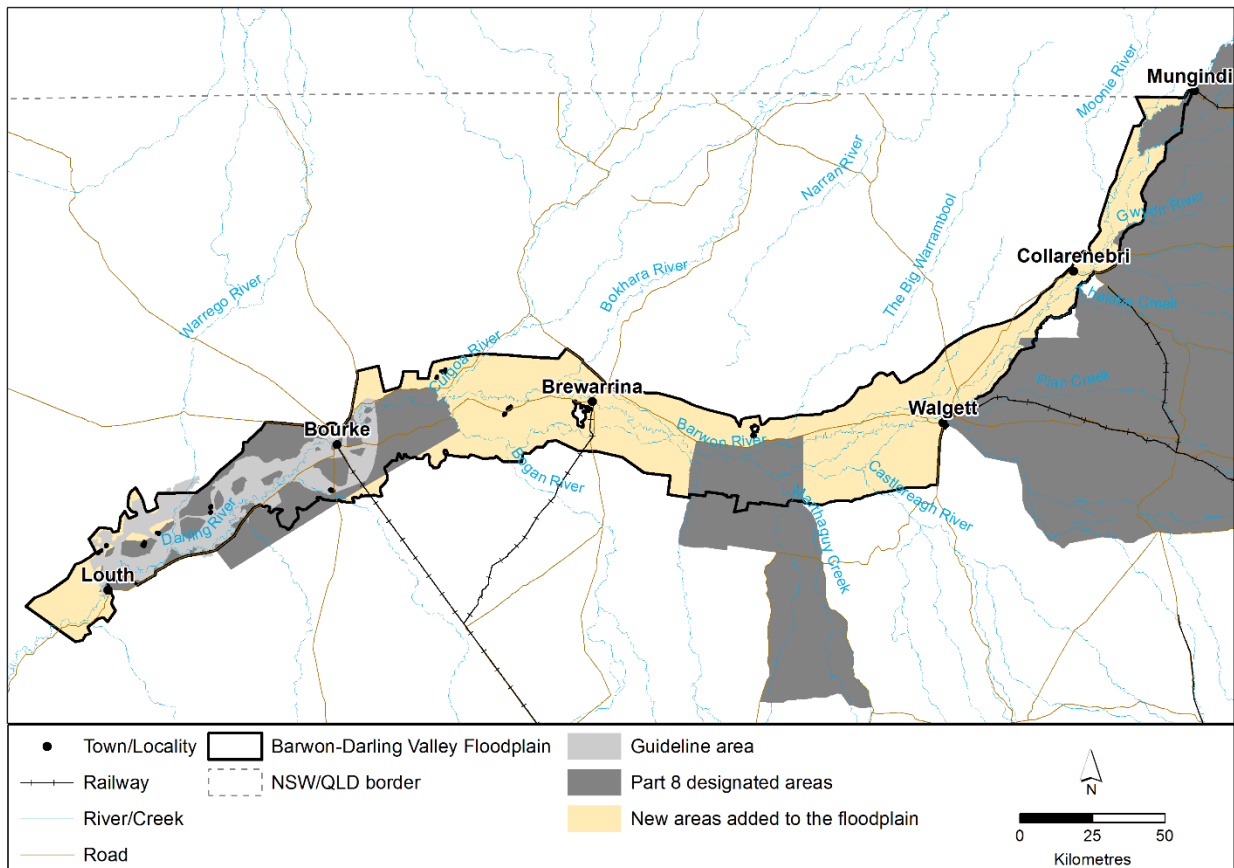 Mungindi
Moonie River
Narran River
Gwydir River
The Big Warrambool
Collarenebri
Bokhara River
Warrego River
Creek
Culgoa River
Pian Creek
Brewarrina
Walgett
Bourke
Barwon River
Bogan River
Castlereagh River
Marthaguy Creek
Darling River
Louth
Town/Locality
Barwon-Darling Valley Floodplain
Guideline area
Railway
NSW/QLD border
Part 8 designated areas
River/Creek
New areas added to the floodplain
Road
N
0 25 50
Kilometres